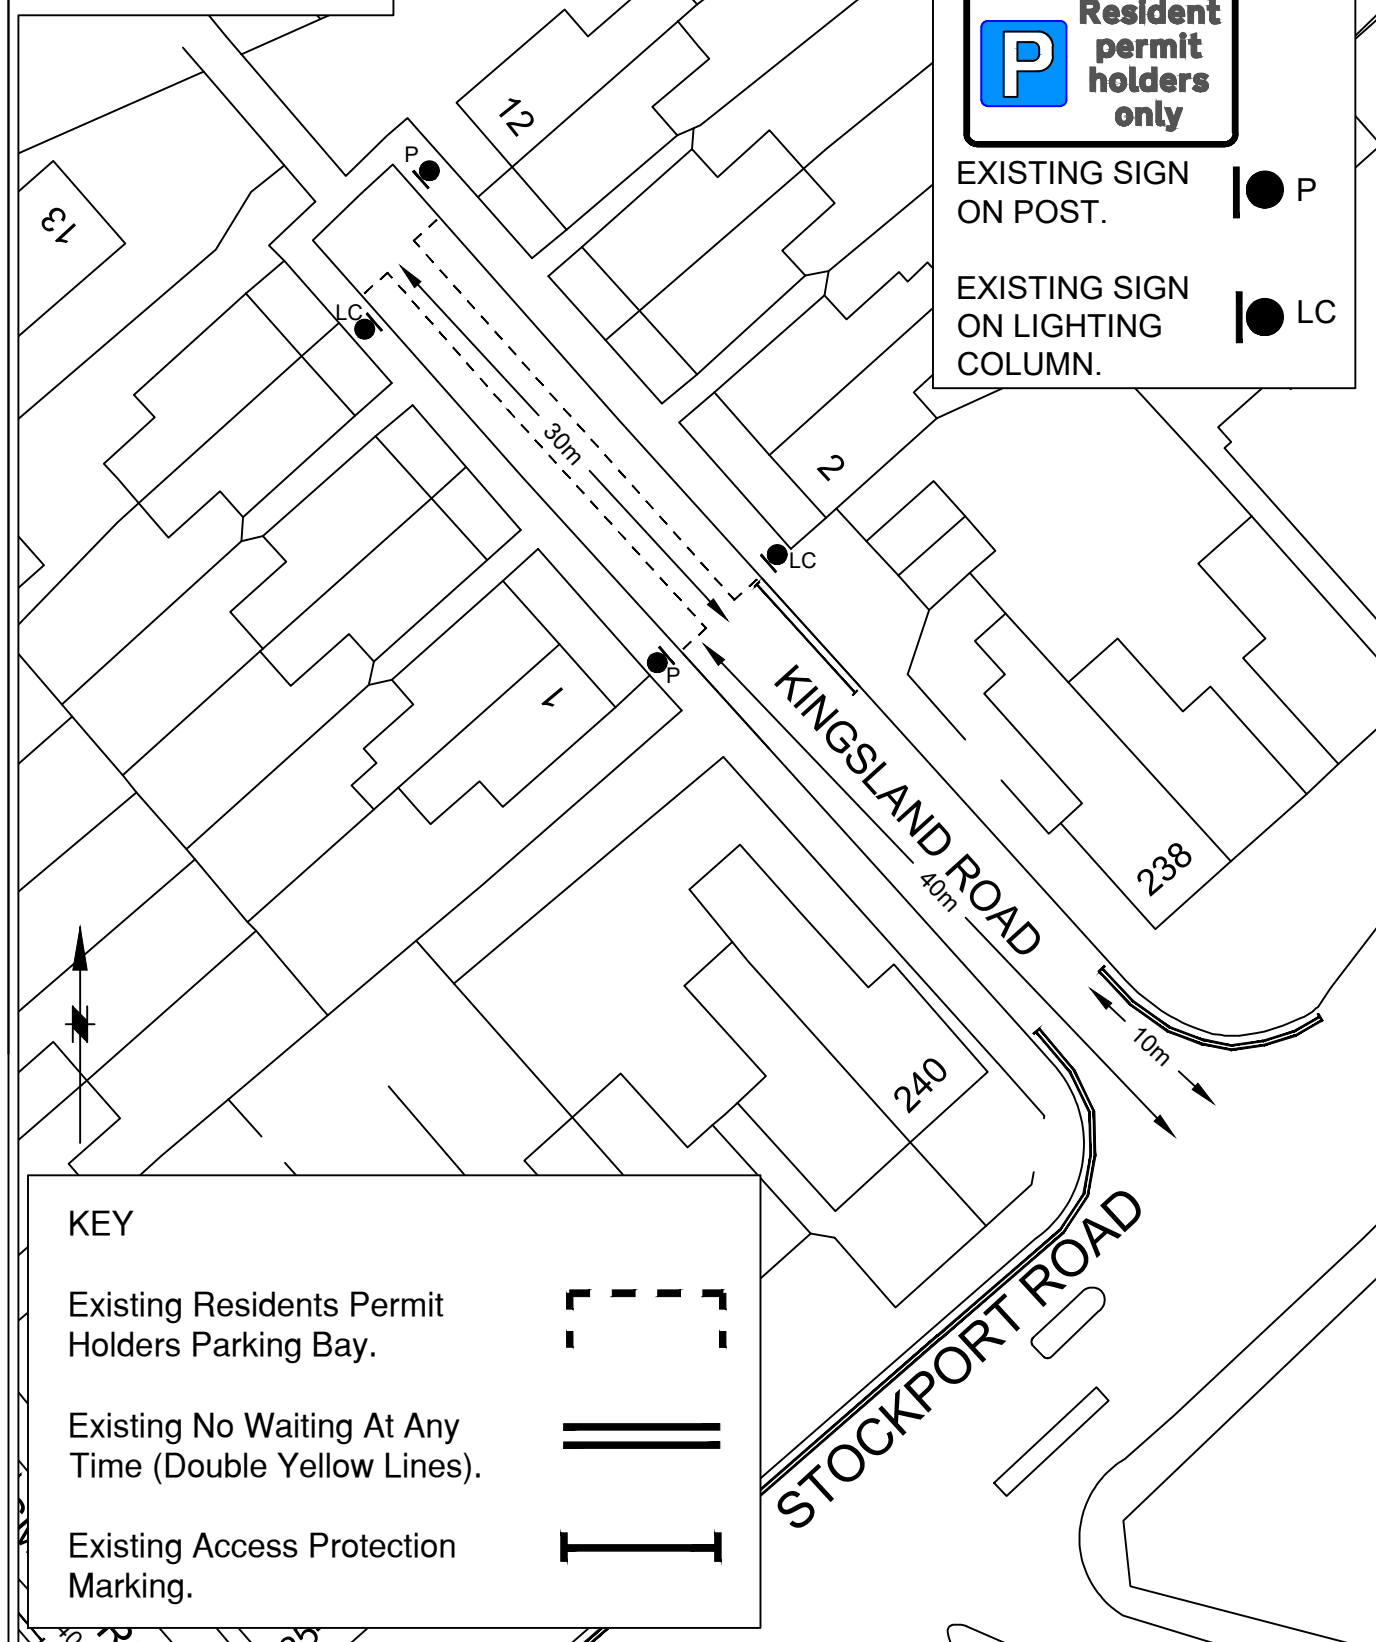 Resident
permit
holders
only
P
EXISTING SIGN
ON POST.
P
EXISTING SIGN
ON LIGHTING
COLUMN.
LC
12
P
13
LC
30m
2
LC
P
1
KINGSLAND ROAD
40m
238
10m
240
STOCKPORT ROAD
KEY
Existing Residents Permit
Holders Parking Bay.
Existing No Waiting At Any
Time (Double Yellow Lines).
Existing Access Protection
Marking.